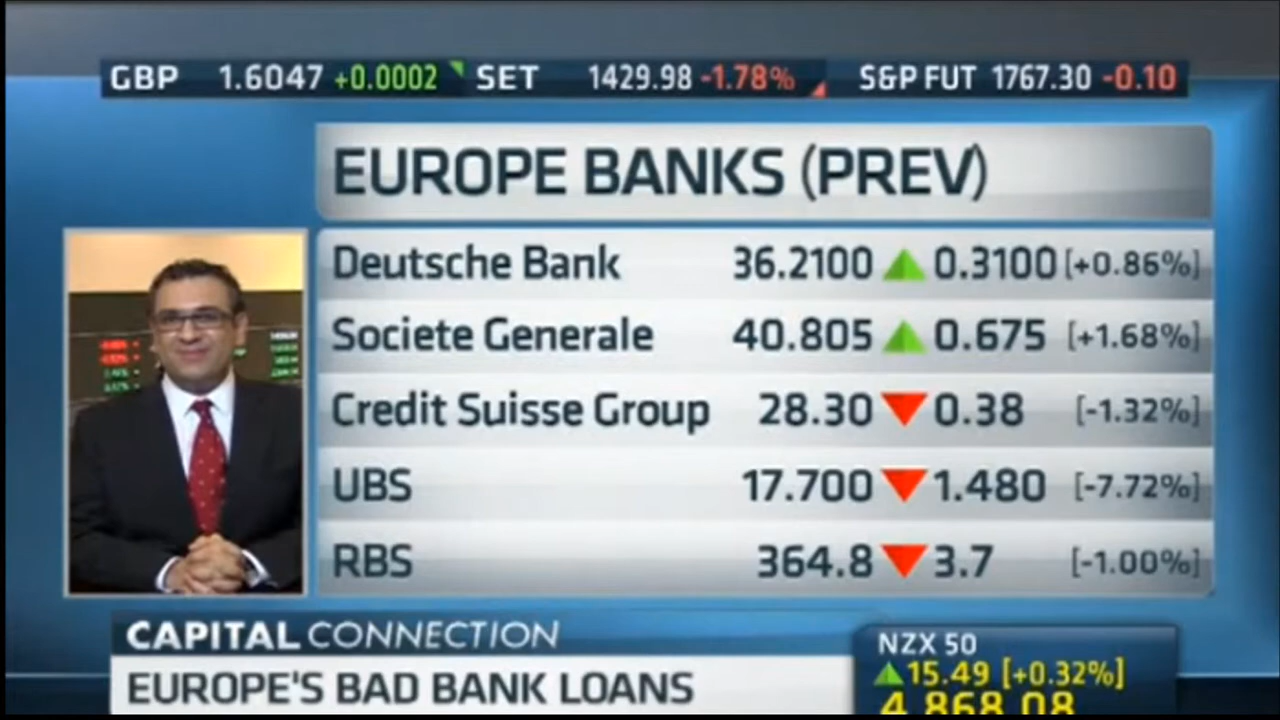 GBP 1.6047 +0.0002 SET 1429.98 -1.78% S&P FUT 1767.30 -0.10
EUROPE BANKS (PREV)
Deutsche Bank 36.2100 0.3100 [+0.86%]
Societe Generale 40.805 0.675 [+1.68%]
Credit Suisse Group 28.30 0.38 [-1.32%]
UBS 17.700 1.480 [-7.72%]
RBS 364.8 3.7 [-1.00%]
CAPITAL CONNECTION
EUROPE'S BAD BANK LOANS
NZX 50
15.49 [+0.32%]
4,868.08